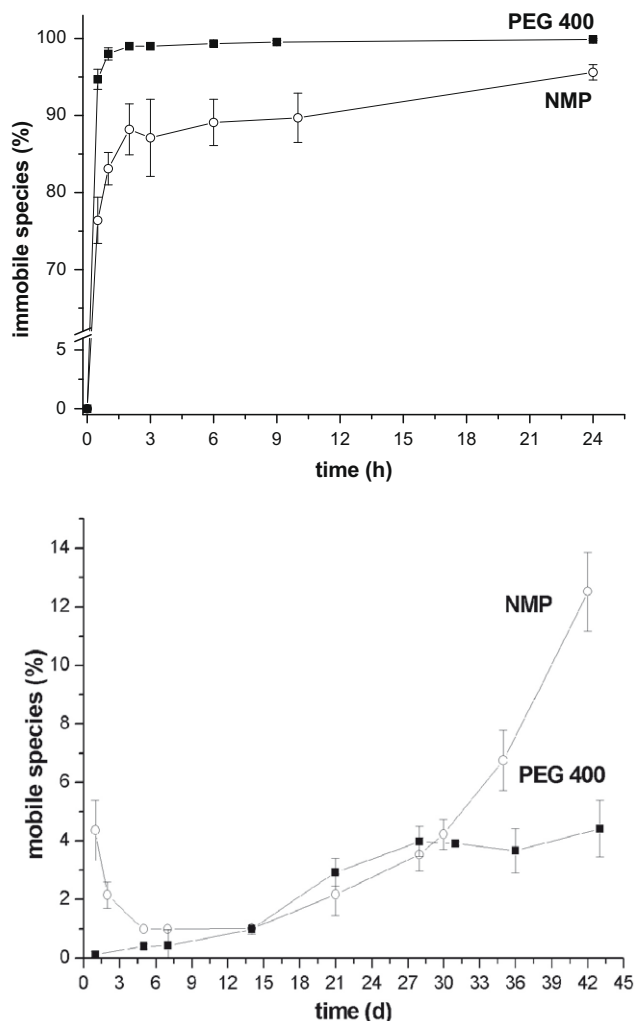 PEG 400
NMP
immobile species (%)
100
90
80
70
5
0
0 3 6 9 12 15 18 21 24
time (h)
NMP
PEG 400
mobile species (%)
14
12
10
8
6
4
2
0
0 3 6 9 12 15 18 21 24 27 30 33 36 39 42 45
time (d)